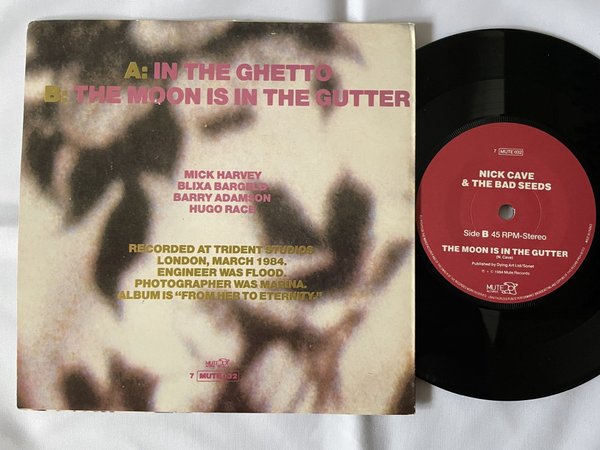 A: IN THE GHETTO
B: THE MOON IS IN THE GUTTER
MICK HARVEY
BLIXA BARGELD
BARRY ADAMSON
HUGO RACE
RECORDED AT TRIDENT STUDIOS
LONDON, MARCH 1984.
ENGINEER WAS FLOOD.
PHOTOGRAPHER WAS MARINA.
ALBUM IS "FROM HER TO ETERNITY."
MUTE
7 MUTE 032
7 MUTE 032
NICK CAVE
& THE BAD SEEDS
Side B 45 RPM-Stereo
THE MOON IS IN THE GUTTER
(N. Cave)
Published by Dying Art Ltd/Sonet
℗ + © 1984 Mute Records
MUTE